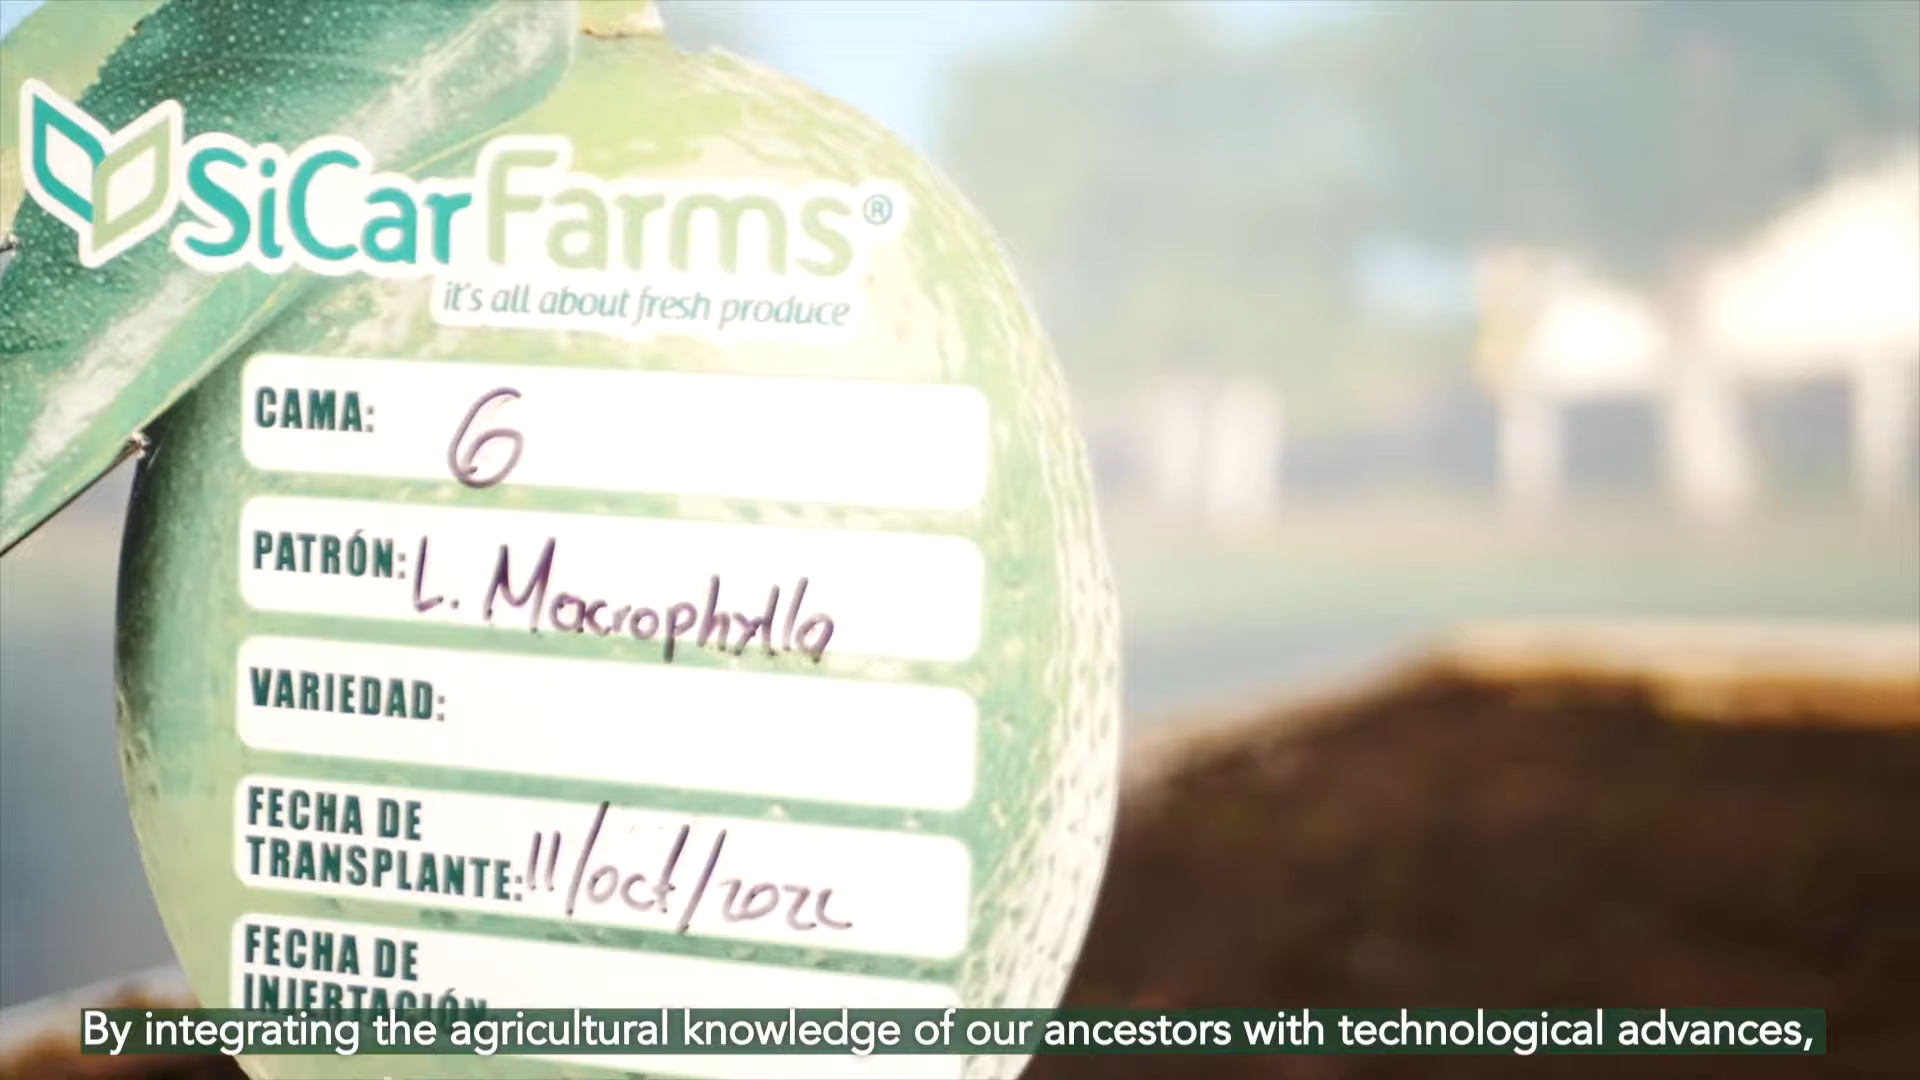 SiCarFarms®
it's all about fresh produce
CAMA: 6
PATRÓN: L. Macrophylla
VARIEDAD:
FECHA DE
TRANSPLANTE: 11/oct/2022
FECHA DE
INJERTACIÓN
By integrating the agricultural knowledge of our ancestors with technological advances,